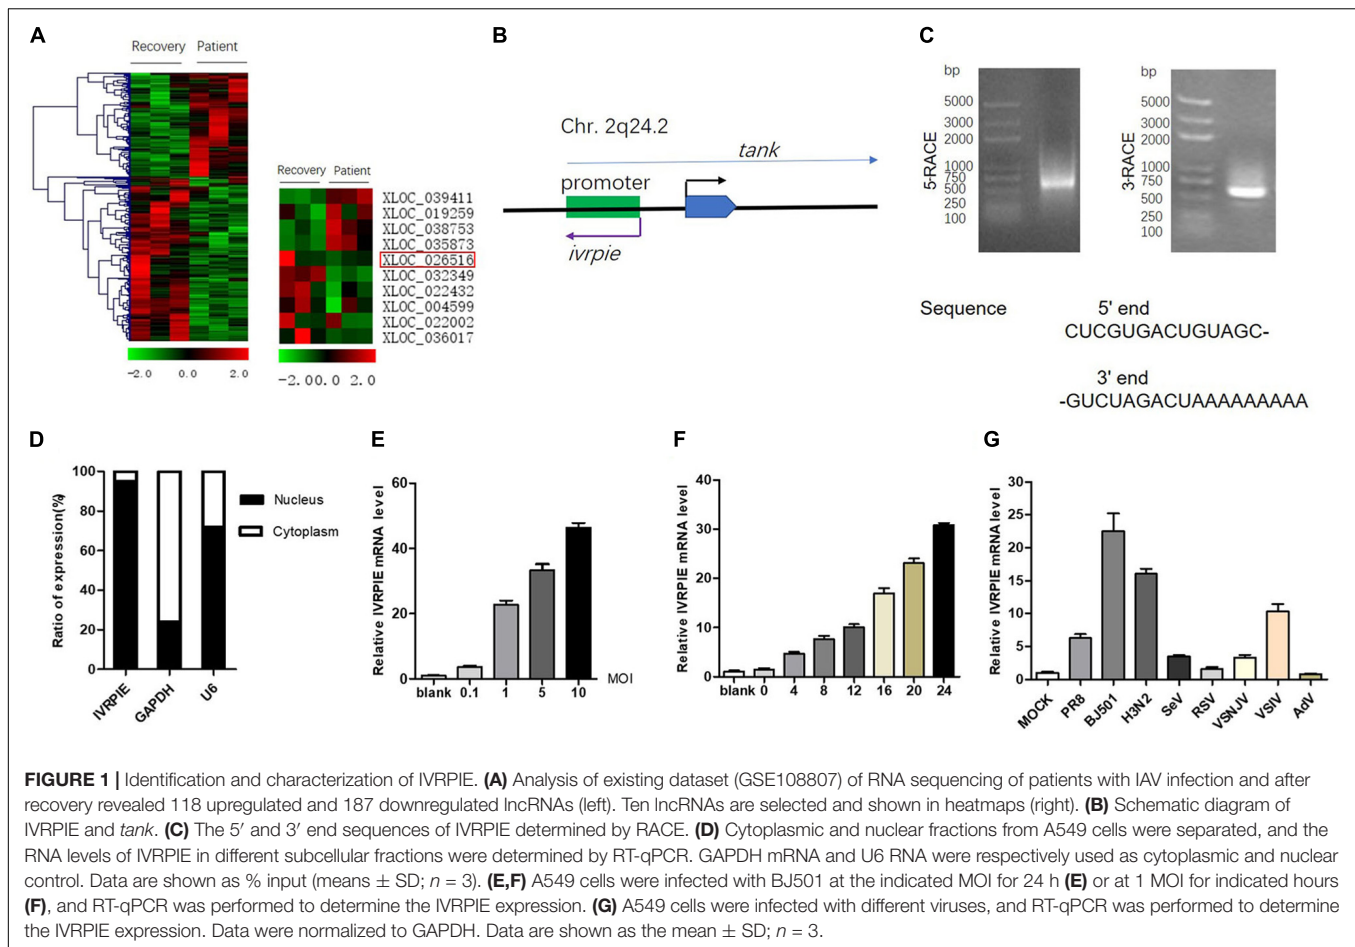 A
Recovery Patient
-2.0 0.0 2.0
Recovery Patient
XLOC_039411
XLOC_019259
XLOC_038753
XLOC_035873
XLOC_026516
XLOC_032349
XLOC_022432
XLOC_004599
XLOC_022002
XLOC_036017
-2.00.0 2.0
B
Chr. 2q24.2
tank
promoter
ivrpie
C
bp
5000
3000
2000
1000
750
500
250
100
5-RACE
bp
5000
3000
2000
1000
750
500
250
100
3-RACE
Sequence 5' end
CUCGUGACUGUAGC-
3' end
-GUCUAGACUAAAAAAAAA
D
Ratio of expression(%)
100
80
60
40
20
0
IVRPIE GAPDH U6
Nucleus
Cytoplasm
E
Relative IVRPIE mRNA level
60
40
20
0
blank 0.1 1 5 10 MOI
F
Relative IVRPIE mRNA level
40
30
20
10
0
blank 0 4 8 12 16 20 24
G
Relative IVRPIE mRNA level
30
25
20
15
10
5
0
MOCK PR8 BJ501 H3N2 SeV RSV VSNJV VSIV AdV
FIGURE 1 | Identification and characterization of IVRPIE. (A) Analysis of existing dataset (GSE108807) of RNA sequencing of patients with IAV infection and after
recovery revealed 118 upregulated and 187 downregulated lncRNAs (left). Ten lncRNAs are selected and shown in heatmaps (right). (B) Schematic diagram of
IVRPIE and tank. (C) The 5′ and 3′ end sequences of IVRPIE determined by RACE. (D) Cytoplasmic and nuclear fractions from A549 cells were separated, and the
RNA levels of IVRPIE in different subcellular fractions were determined by RT-qPCR. GAPDH mRNA and U6 RNA were respectively used as cytoplasmic and nuclear
control. Data are shown as % input (means ± SD; n = 3). (E,F) A549 cells were infected with BJ501 at the indicated MOI for 24 h (E) or at 1 MOI for indicated hours
(F), and RT-qPCR was performed to determine the IVRPIE expression. (G) A549 cells were infected with different viruses, and RT-qPCR was performed to determine
the IVRPIE expression. Data were normalized to GAPDH. Data are shown as the mean ± SD; n = 3.